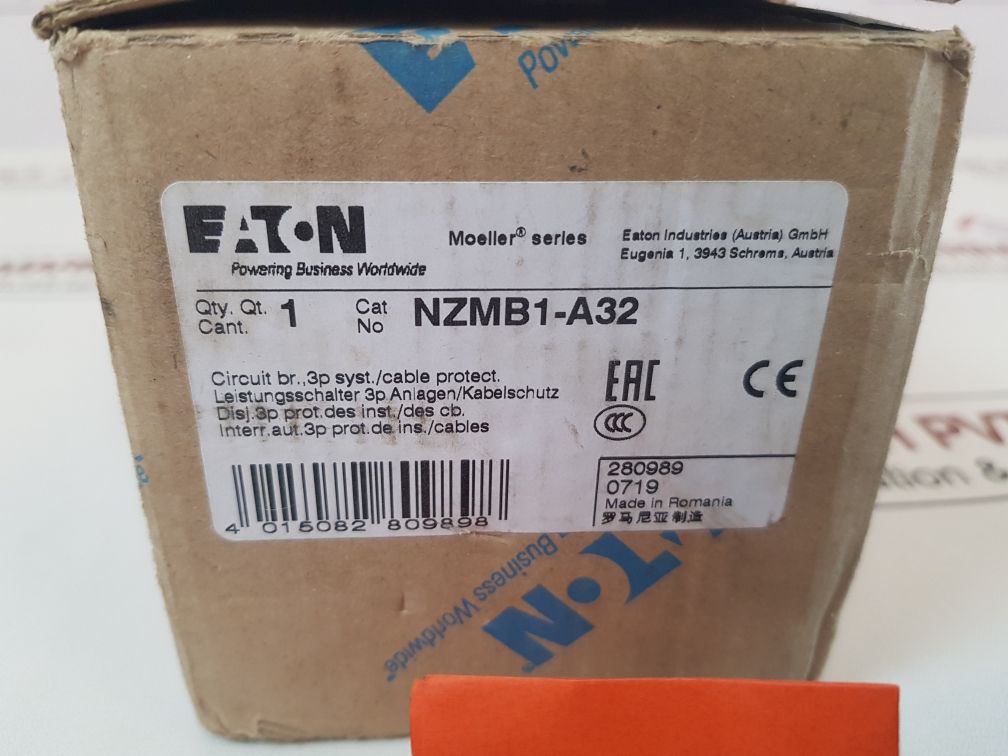 Pow
EATON
Powering Business Worldwide
Moeller® series
Eaton Industries (Austria) GmbH
Eugenia 1, 3943 Schrems, Austria
Qty. Qt. 1
Cant.
Cat
No
NZMB1-A32
Circuit br.,3p syst./cable protect.
Leistungsschalter 3p Anlagen/Kabelschutz
Disj.3p prot.des inst./des cb.
Interr.aut.3p prot.de ins./cables
EAC
CE
CCC
280989
0719
Made in Romania
罗马尼亚制造
4 015082 809898
Business Worldwide